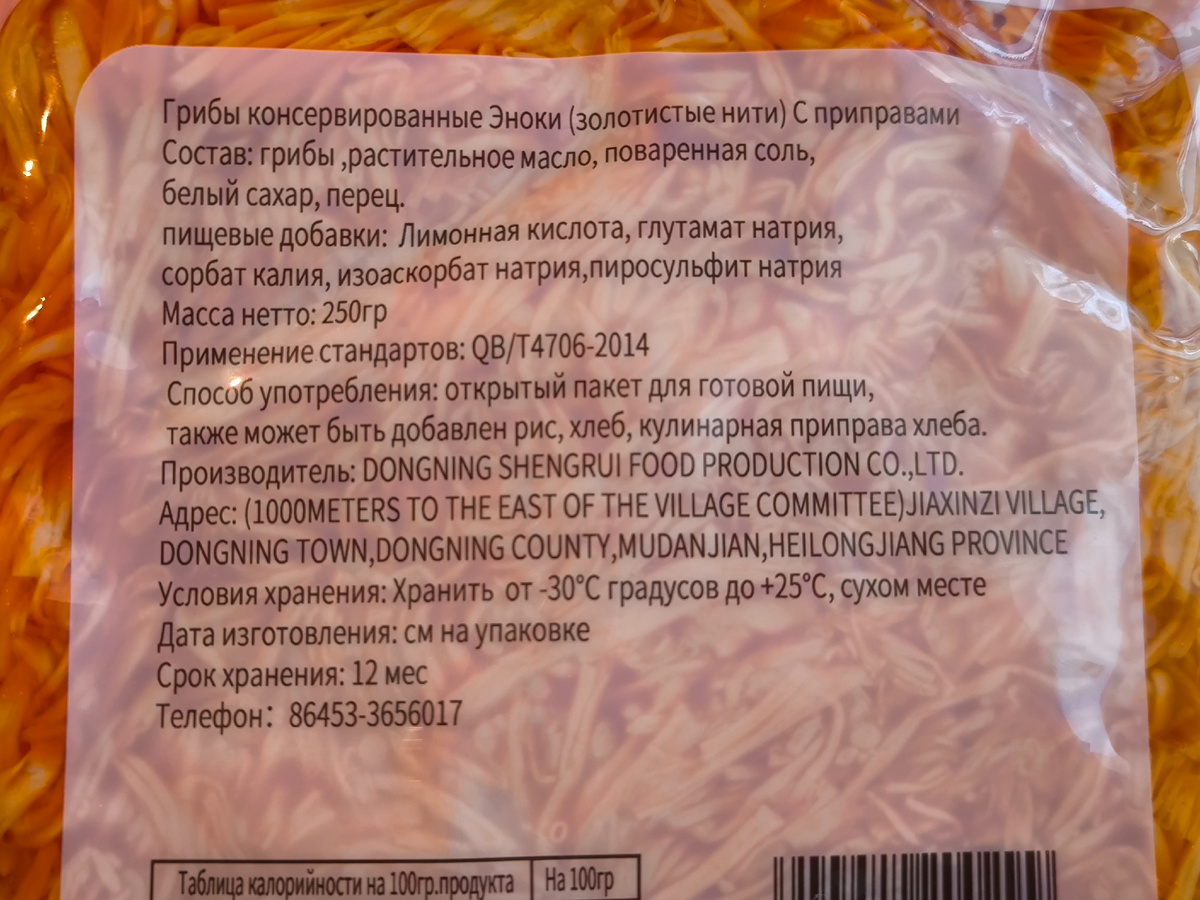 Грибы консервированные Эноки (золотистые нити) С приправами
Состав: грибы ,растительное масло, поваренная соль,
белый сахар, перец.
пищевые добавки: Лимонная кислота, глутамат натрия,
сорбат калия, изоаскорбат натрия,пиросульфит натрия
Масса нетто: 250гр
Применение стандартов: QB/T4706-2014
Способ употребления: открытый пакет для готовой пищи,
также может быть добавлен рис, хлеб, кулинарная приправа хлеба.
Производитель: DONGNING SHENGRUI FOOD PRODUCTION CO.,LTD.
Адрес: (1000METERS TO THE EAST OF THE VILLAGE COMMITTEE)JIAXINZI VILLAGE,
DONGNING TOWN,DONGNING COUNTY,MUDANJIAN,HEILONGJIANG PROVINCE
Условия хранения: Хранить от -30°C градусов до +25°C, сухом месте
Дата изготовления: см на упаковке
Срок хранения: 12 мес
Телефон: 86453-3656017
Таблица калорийности на 100гр.продукта На 100гр